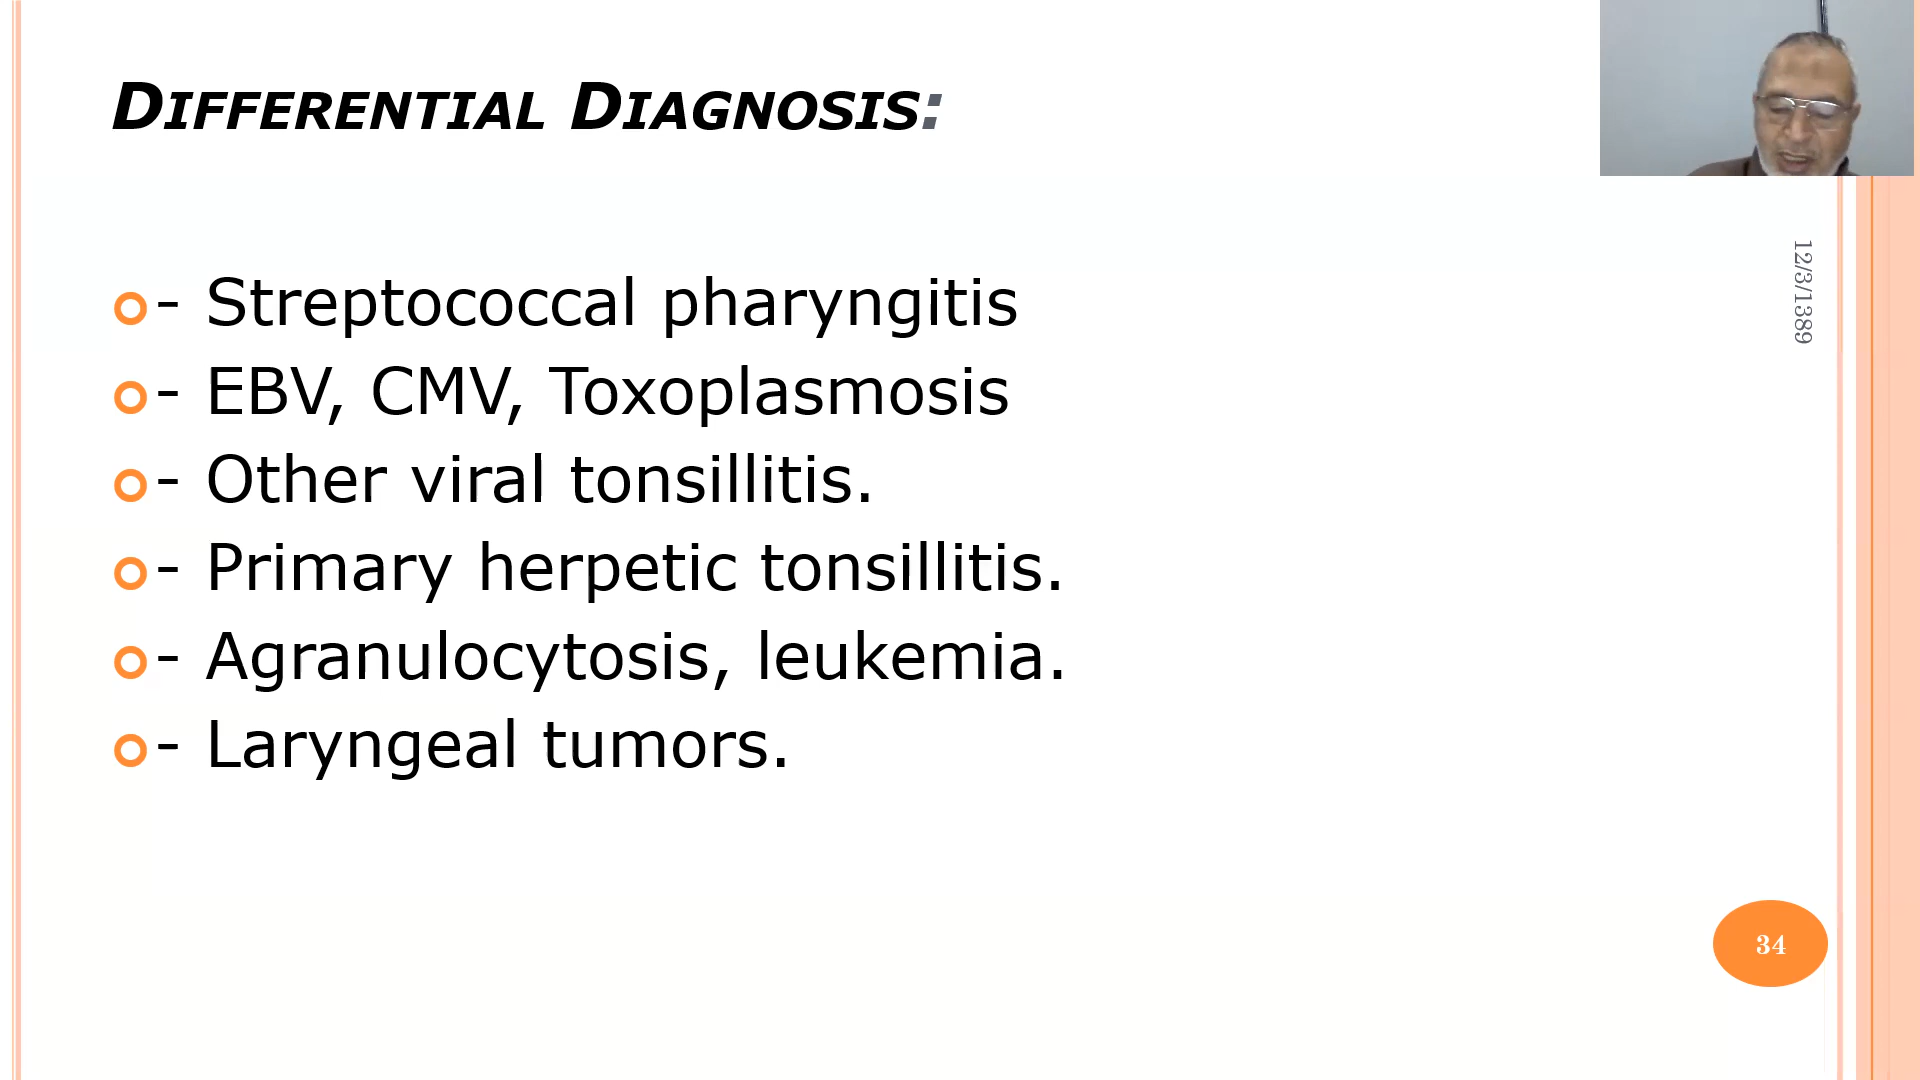 DIFFERENTIAL DIAGNOSIS:
- Streptococcal pharyngitis
- EBV, CMV, Toxoplasmosis
- Other viral tonsillitis.
- Primary herpetic tonsillitis.
- Agranulocytosis, leukemia.
- Laryngeal tumors.
12/3/1389
34